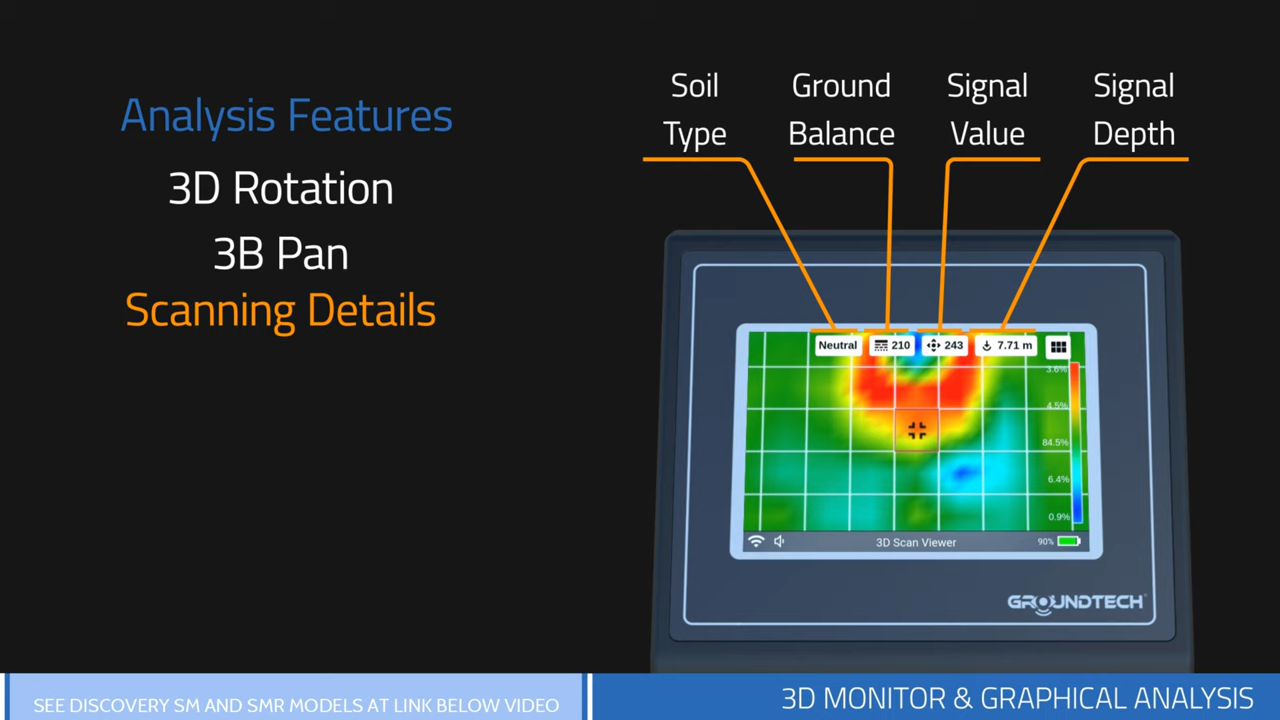 Analysis Features
3D Rotation
3B Pan
Scanning Details
Soil Type
Ground Balance
Signal Value
Signal Depth
Neutral
210
243
7.71 m
3.6%
4.5%
84.5%
6.4%
0.9%
3D Scan Viewer
90%
GROUNDTECH
SEE DISCOVERY SM AND SMR MODELS AT LINK BELOW VIDEO
3D MONITOR & GRAPHICAL ANALYSIS